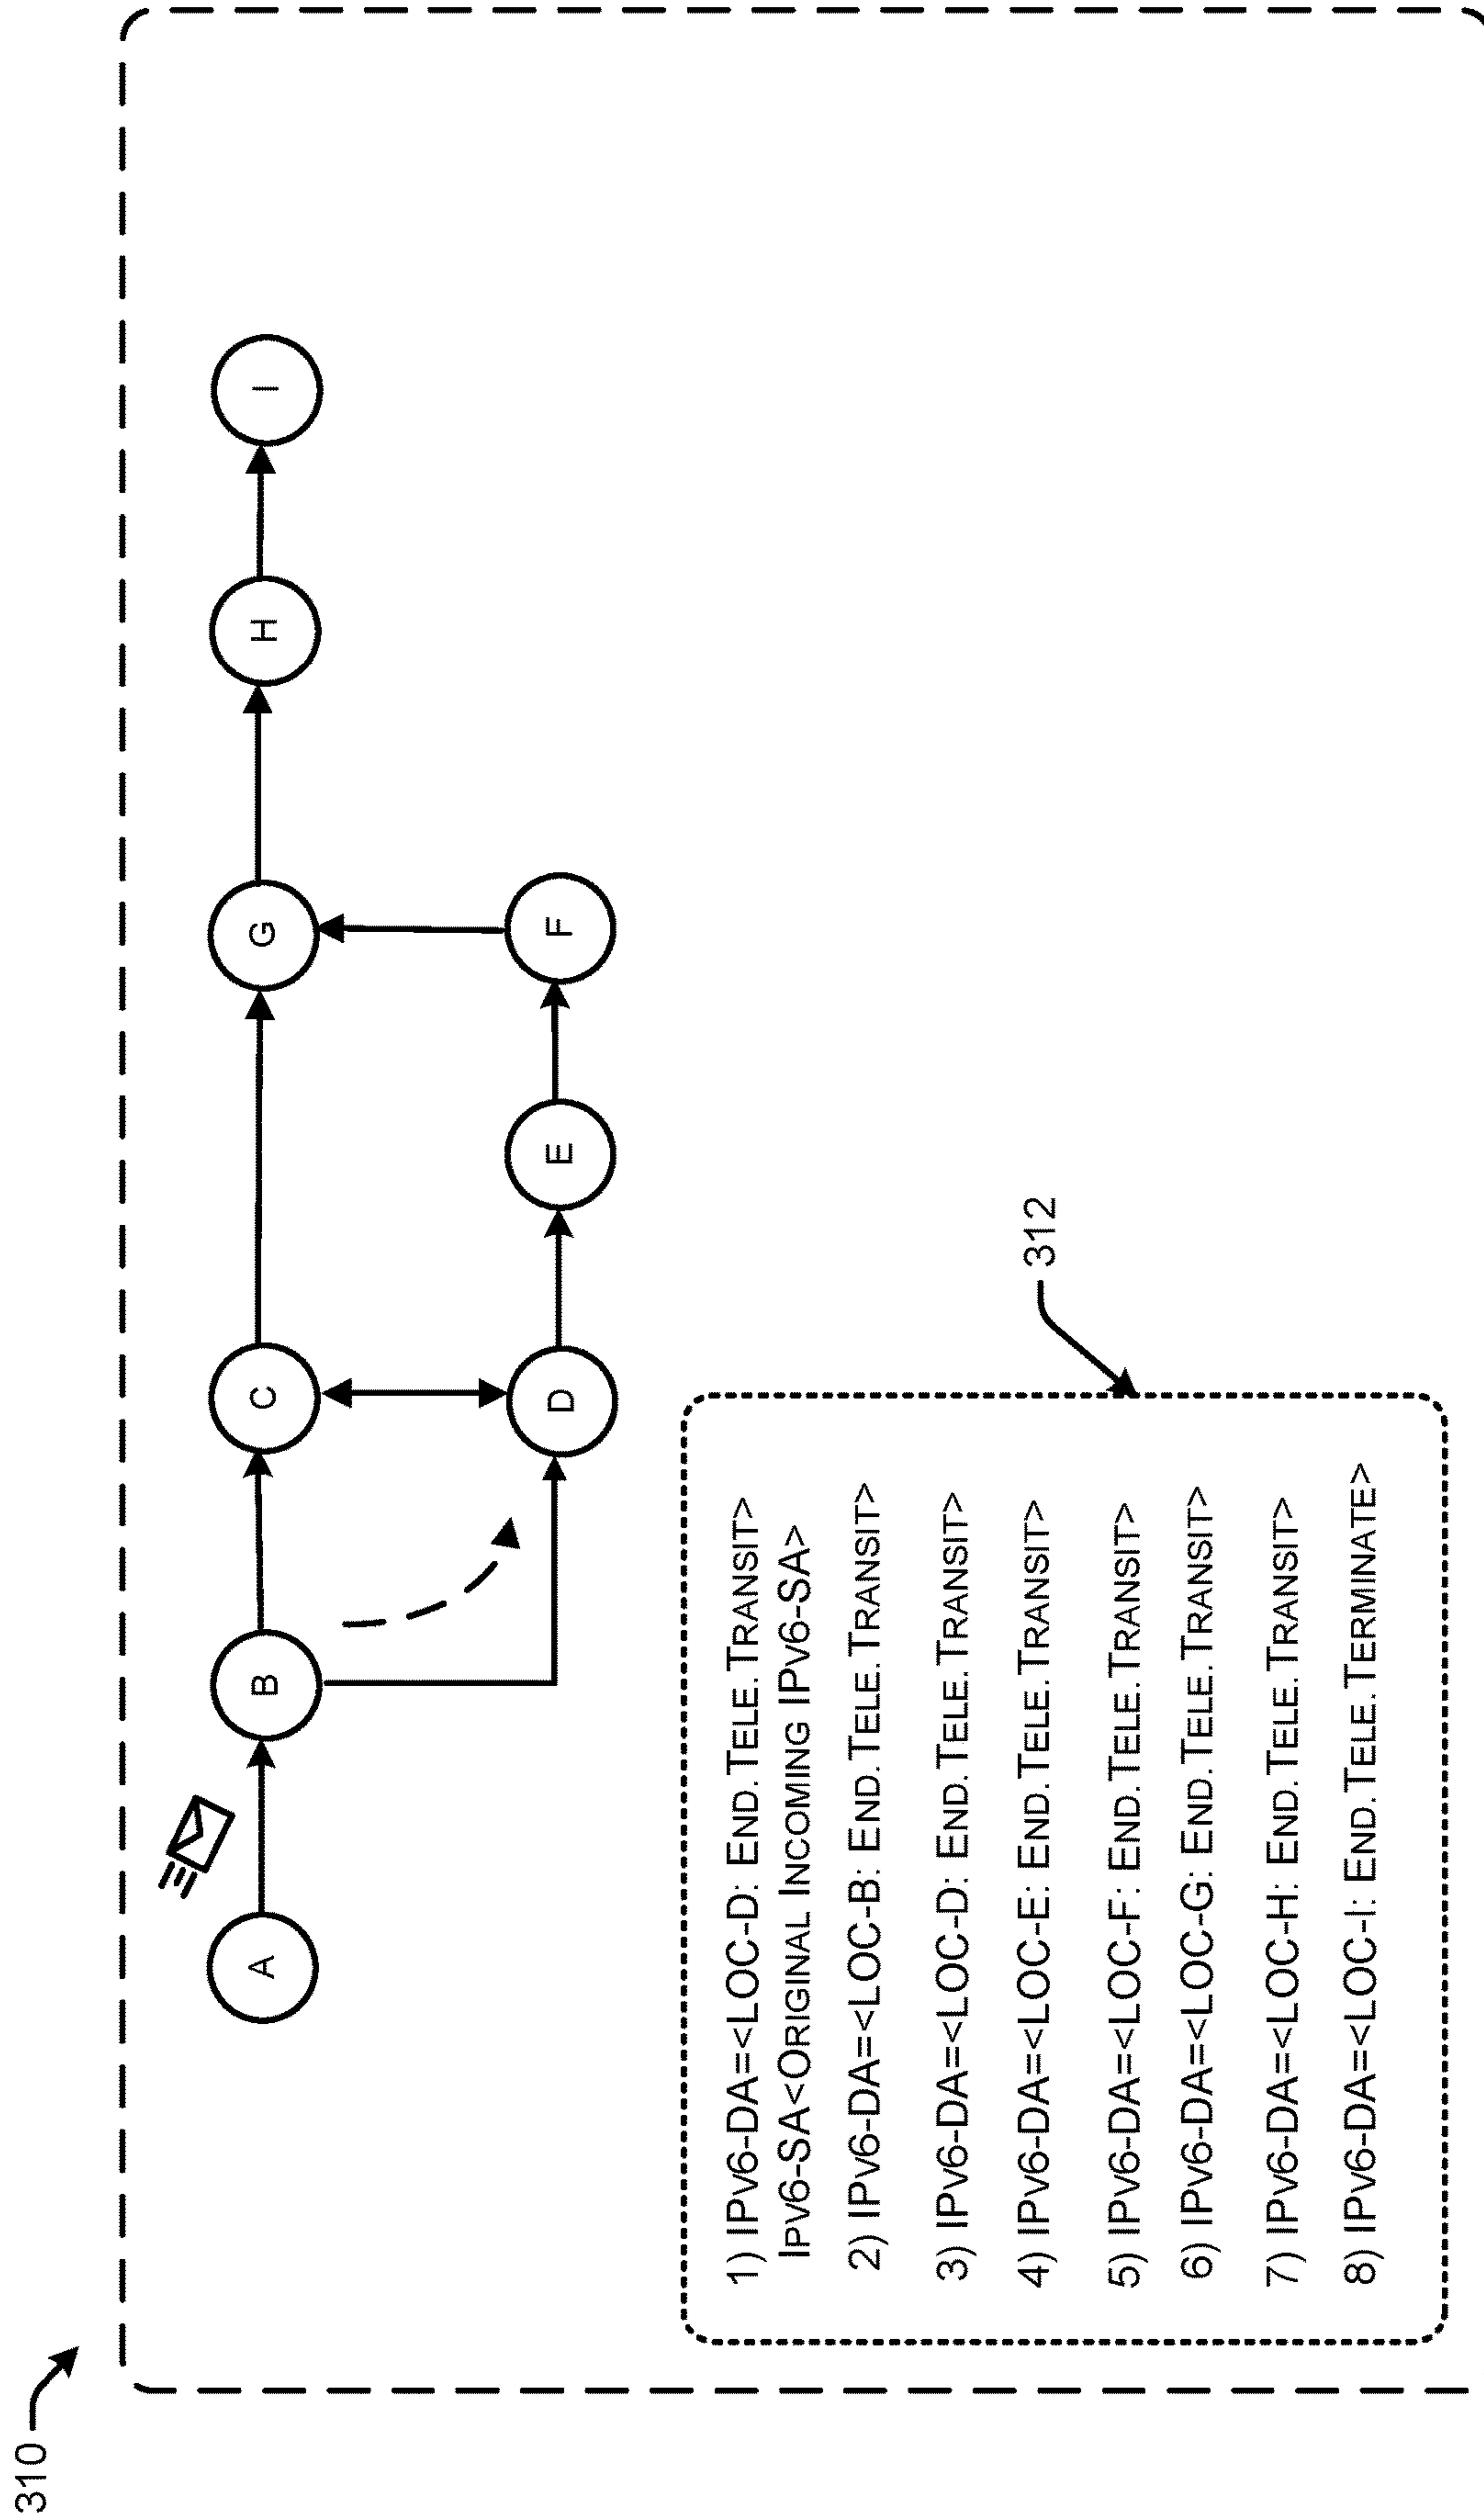 310
A
B
C
G
H
I
D
E
F
312
1) IPv6-DA=<LOC-D: END.TELE.TRANSIT>
IPv6-SA<ORIGINAL INCOMING IPv6-SA>
2) IPv6-DA=<LOC-B: END.TELE.TRANSIT>
3) IPv6-DA=<LOC-D: END.TELE.TRANSIT>
4) IPv6-DA=<LOC-E: END.TELE.TRANSIT>
5) IPv6-DA=<LOC-F: END.TELE.TRANSIT>
6) IPv6-DA=<LOC-G: END.TELE.TRANSIT>
7) IPv6-DA=<LOC-H: END.TELE.TRANSIT>
8) IPv6-DA=<LOC-I: END.TELE.TERMINATE>